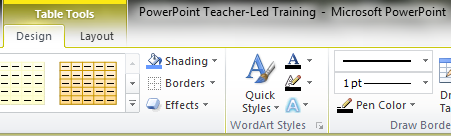 Table Tools
PowerPoint Teacher-Led Training - Microsoft PowerPoint
Design
Layout
Shading
Borders
Effects
A
Quick
Styles
A
A
WordArt Styles
1 pt
Pen Color
Draw Borde